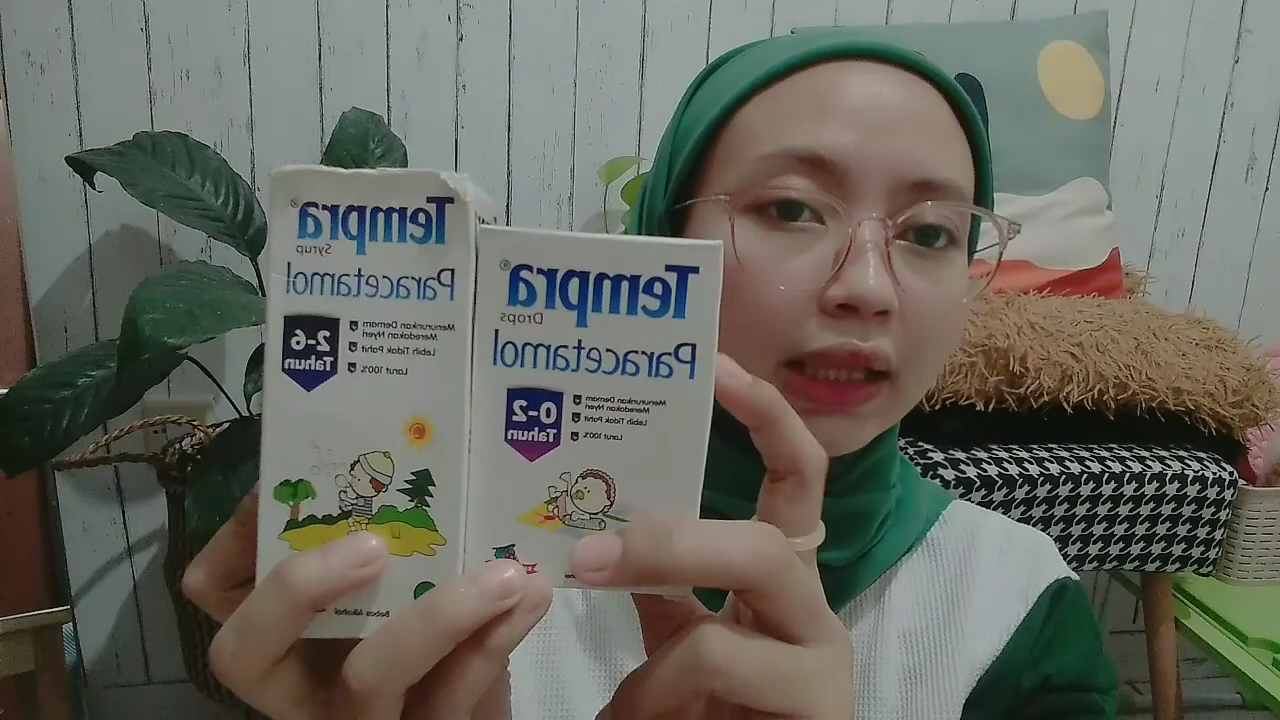 Tempra®
Syrup
Paracetamol
2-6
Tahun
Menurunkan Demam
Meredakan Nyeri
Lebih Tidak Pahit
Larut 100%
Bebas Alkohol
Tempra®
Drops
Paracetamol
0-2
Tahun
Menurunkan Demam
Meredakan Nyeri
Lebih Tidak Pahit
Larut 100%